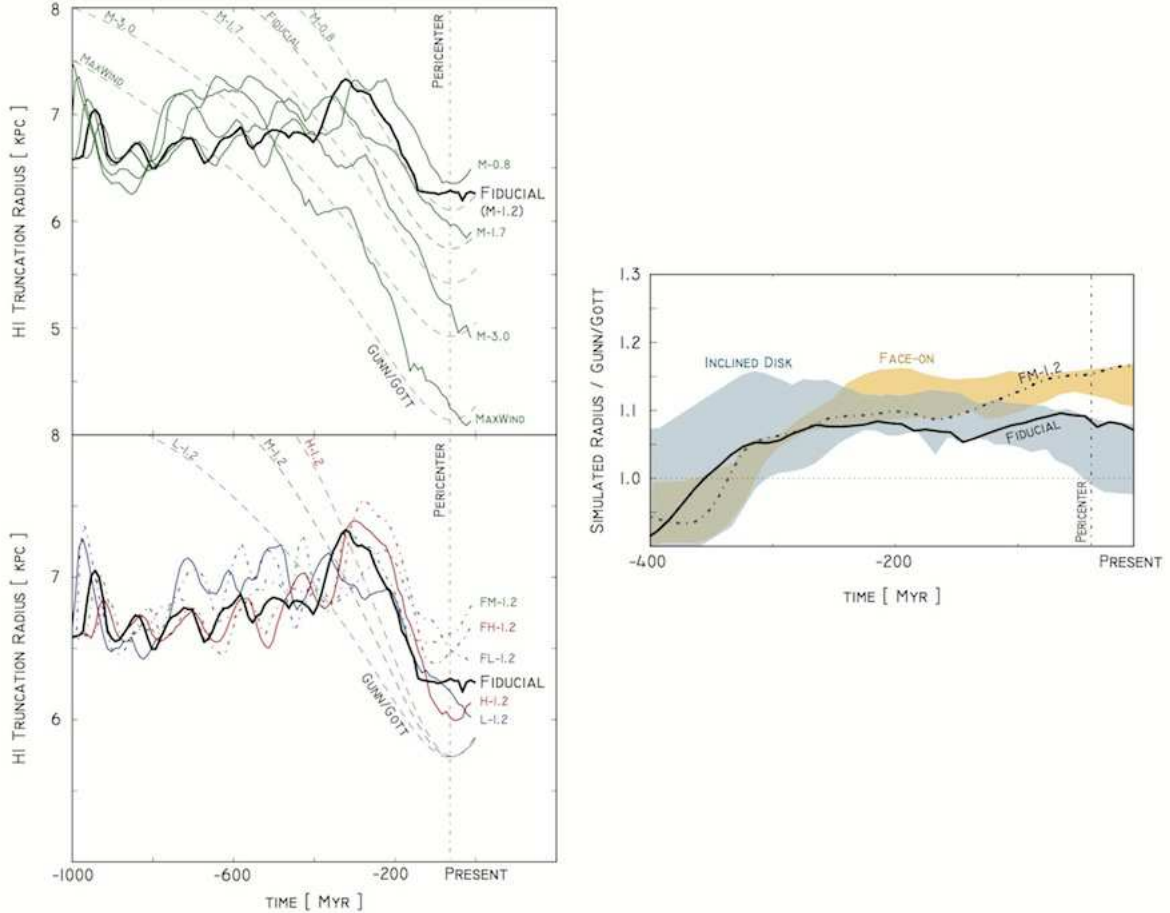 8
7
6
5
8
7
6
HI TRUNCATION RADIUS [ KPC ]
HI TRUNCATION RADIUS [ KPC ]
M-3.0
M-1.7
FIDUCIAL
M-0.8
MAXWIND
PERICENTER
M-0.8
FIDUCIAL
(M-1.2)
M-1.7
M-3.0
MAXWIND
GUNN/GOTT
L-1.2
M-1.2
H-1.2
PERICENTER
FM-1.2
FH-1.2
FL-1.2
FIDUCIAL
H-1.2
L-1.2
GUNN/GOTT
-1000
-600
-200
PRESENT
TIME [ MYR ]
SIMULATED RADIUS / GUNN/GOTT
1.3
1.2
1.1
1.0
INCLINED DISK
FACE-ON
FM-1.2
FIDUCIAL
PERICENTER
-400
-200
PRESENT
TIME [ MYR ]